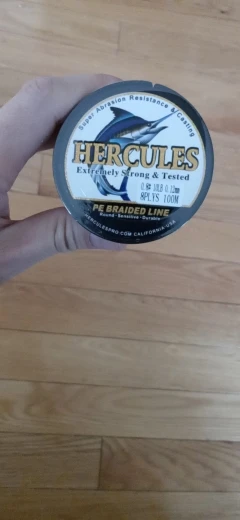 Super Abrasion Resistance & Casting
HERCULES
Extremely Strong & Tested
0.8# 10LB 0.12mm
8PLYS 100M
PE BRAIDED LINE
Round · Sensitive · Durable
HERCULESPRO.COM CALIFORNIA USA